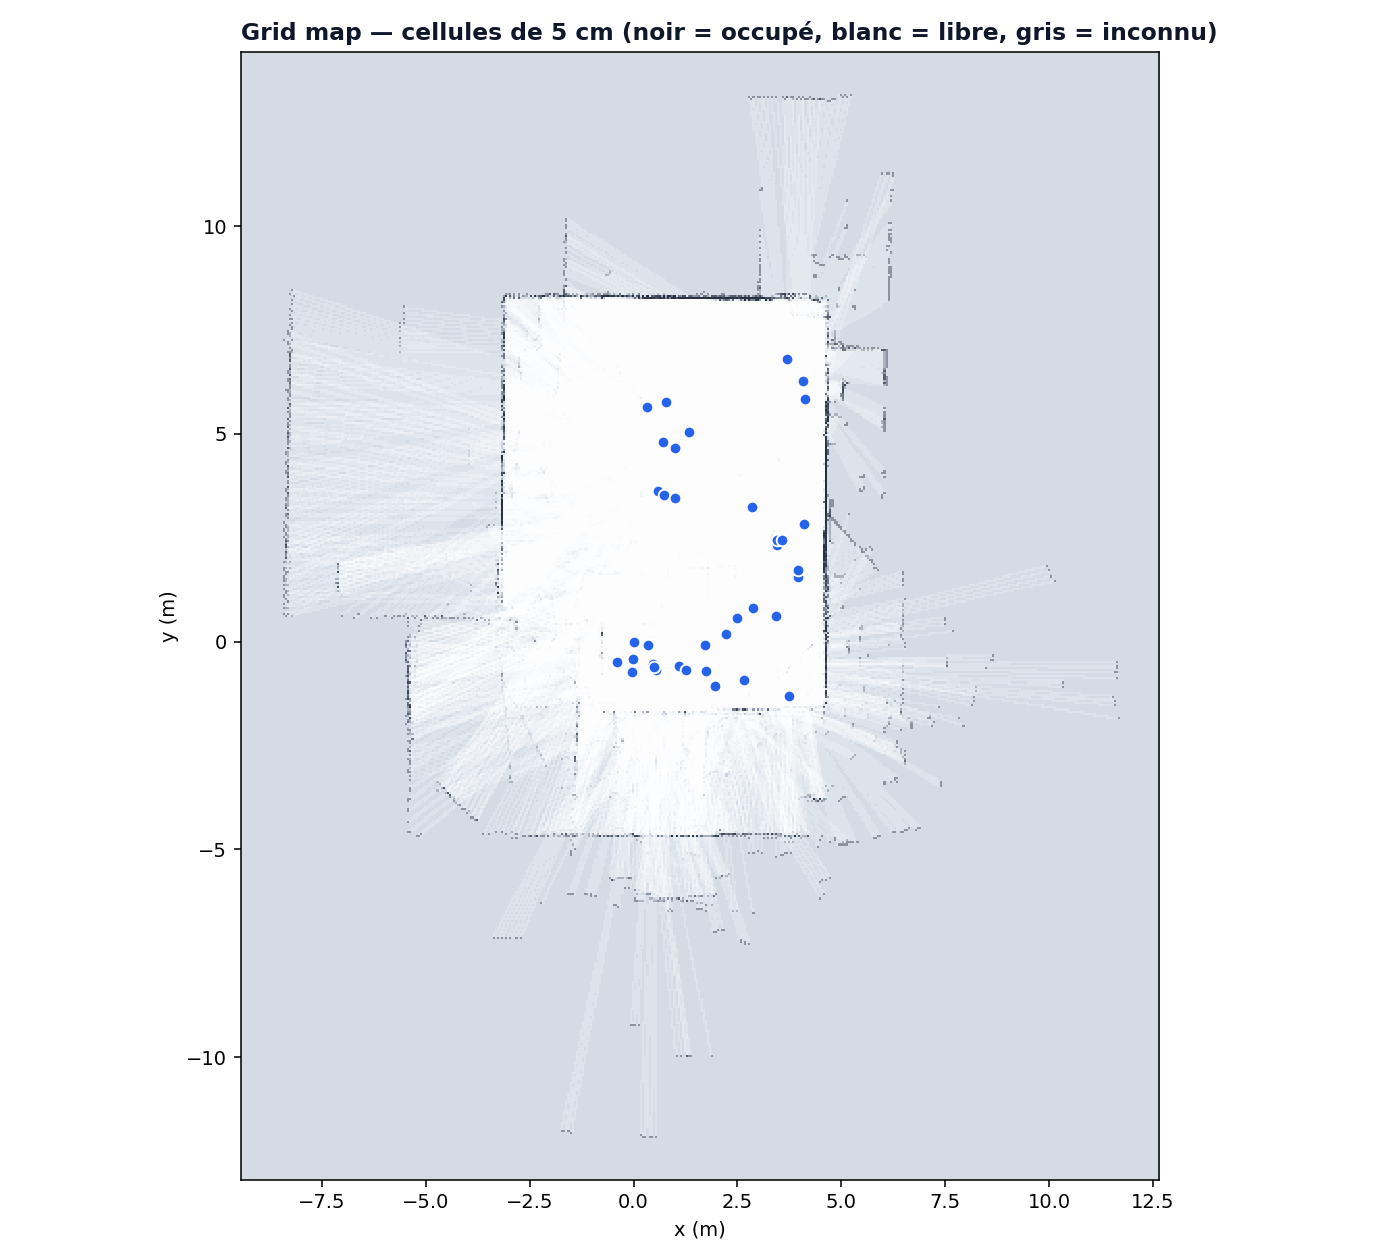 Grid map — cellules de 5 cm (noir = occupé, blanc = libre, gris = inconnu)
10
5
0
−5
−10
y (m)
−7.5 −5.0 −2.5 0.0 2.5 5.0 7.5 10.0 12.5
x (m)